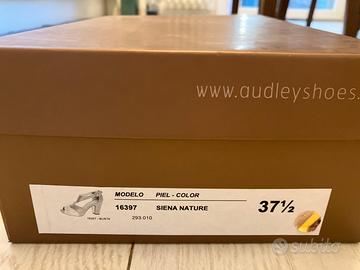 www.audleyshoes.
MODELO PIEL - COLOR
16397 SIENA NATURE 37½
293.010
subito